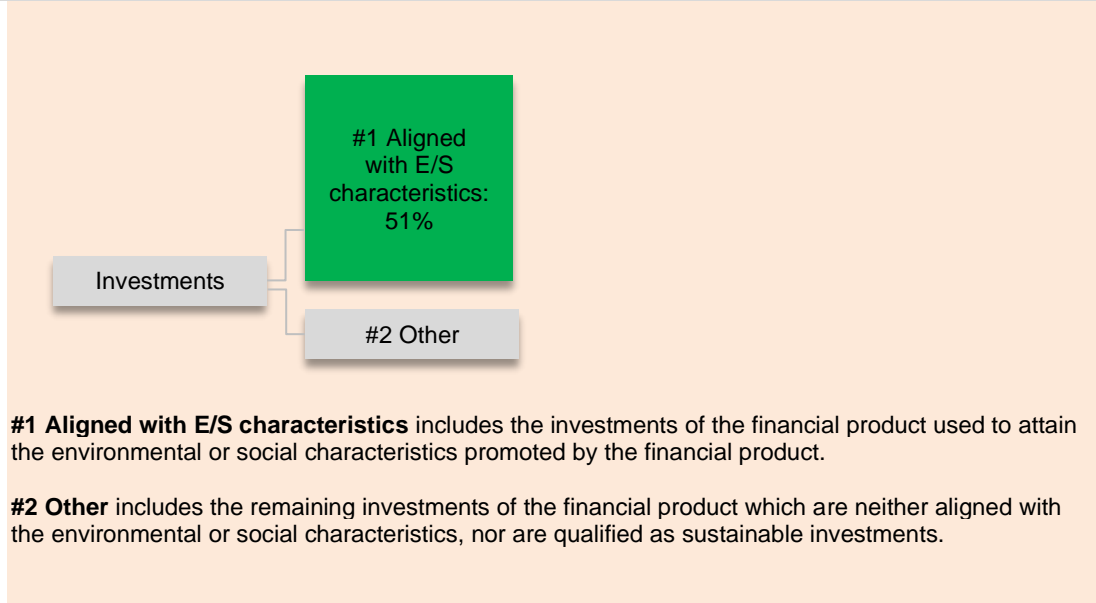 #1 Aligned
with E/S
characteristics:
51%
Investments
#2 Other
#1 Aligned with E/S characteristics includes the investments of the financial product used to attain
the environmental or social characteristics promoted by the financial product.
#2 Other includes the remaining investments of the financial product which are neither aligned with
the environmental or social characteristics, nor are qualified as sustainable investments.